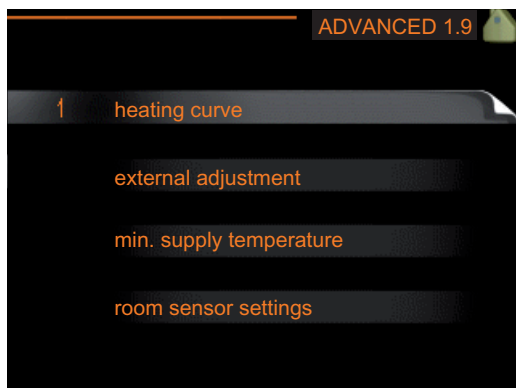 ADVANCED 1.9
1 heating curve
external adjustment
min. supply temperature
room sensor settings